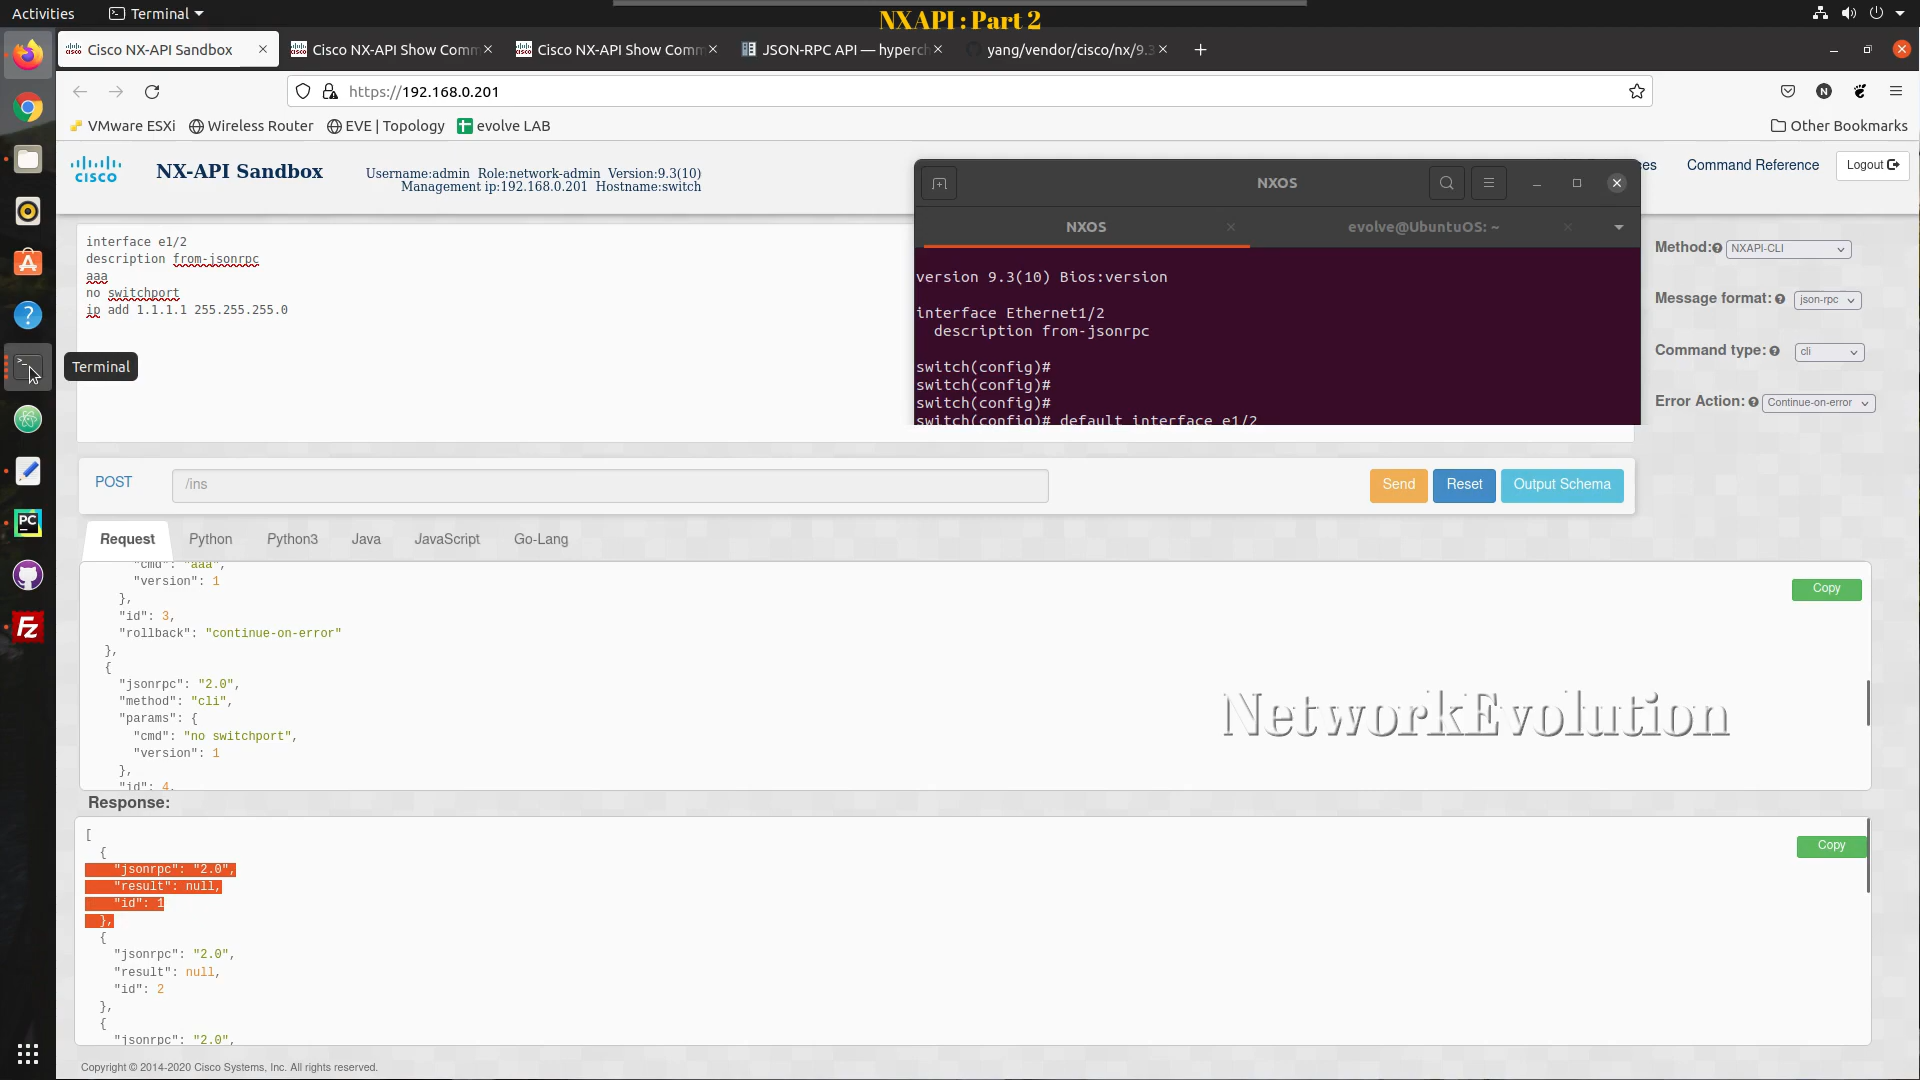 Activities
Terminal
NXAPI : Part 2
Cisco NX-API Sandbox
Cisco NX-API Show Comm
Cisco NX-API Show Comm
JSON-RPC API — hyperch
yang/vendor/cisco/nx/9.3
https://192.168.0.201
VMware ESXi
Wireless Router
EVE | Topology
evolve LAB
Other Bookmarks
cisco
NX-API Sandbox
Username:admin Role:network-admin Version:9.3(10)
Management ip:192.168.0.201 Hostname:switch
Command Reference
Logout
NXOS
NXOS
evolve@UbuntuOS: ~
interface e1/2
description from-jsonrpc
aaa
no switchport
ip add 1.1.1.1 255.255.255.0
version 9.3(10) Bios:version
interface Ethernet1/2
description from-jsonrpc
switch(config)#
switch(config)#
switch(config)#
switch(config)# default interface e1/2
Method: NXAPI-CLI
Message format: json-rpc
Command type: cli
Error Action: Continue-on-error
Terminal
POST
/ins
Send
Reset
Output Schema
Request
Python
Python3
Java
JavaScript
Go-Lang
"cmd": "aaa",
"version": 1
},
"id": 3,
"rollback": "continue-on-error"
},
{
"jsonrpc": "2.0",
"method": "cli",
"params": {
"cmd": "no switchport",
"version": 1
},
"id": 4,
Copy
NetworkEvolution
Response:
[
{
"jsonrpc": "2.0",
"result": null,
"id": 1
},
{
"jsonrpc": "2.0",
"result": null,
"id": 2
},
{
"jsonrpc": "2.0",
Copy
PC
Fz
Copyright © 2014-2020 Cisco Systems, Inc. All rights reserved.